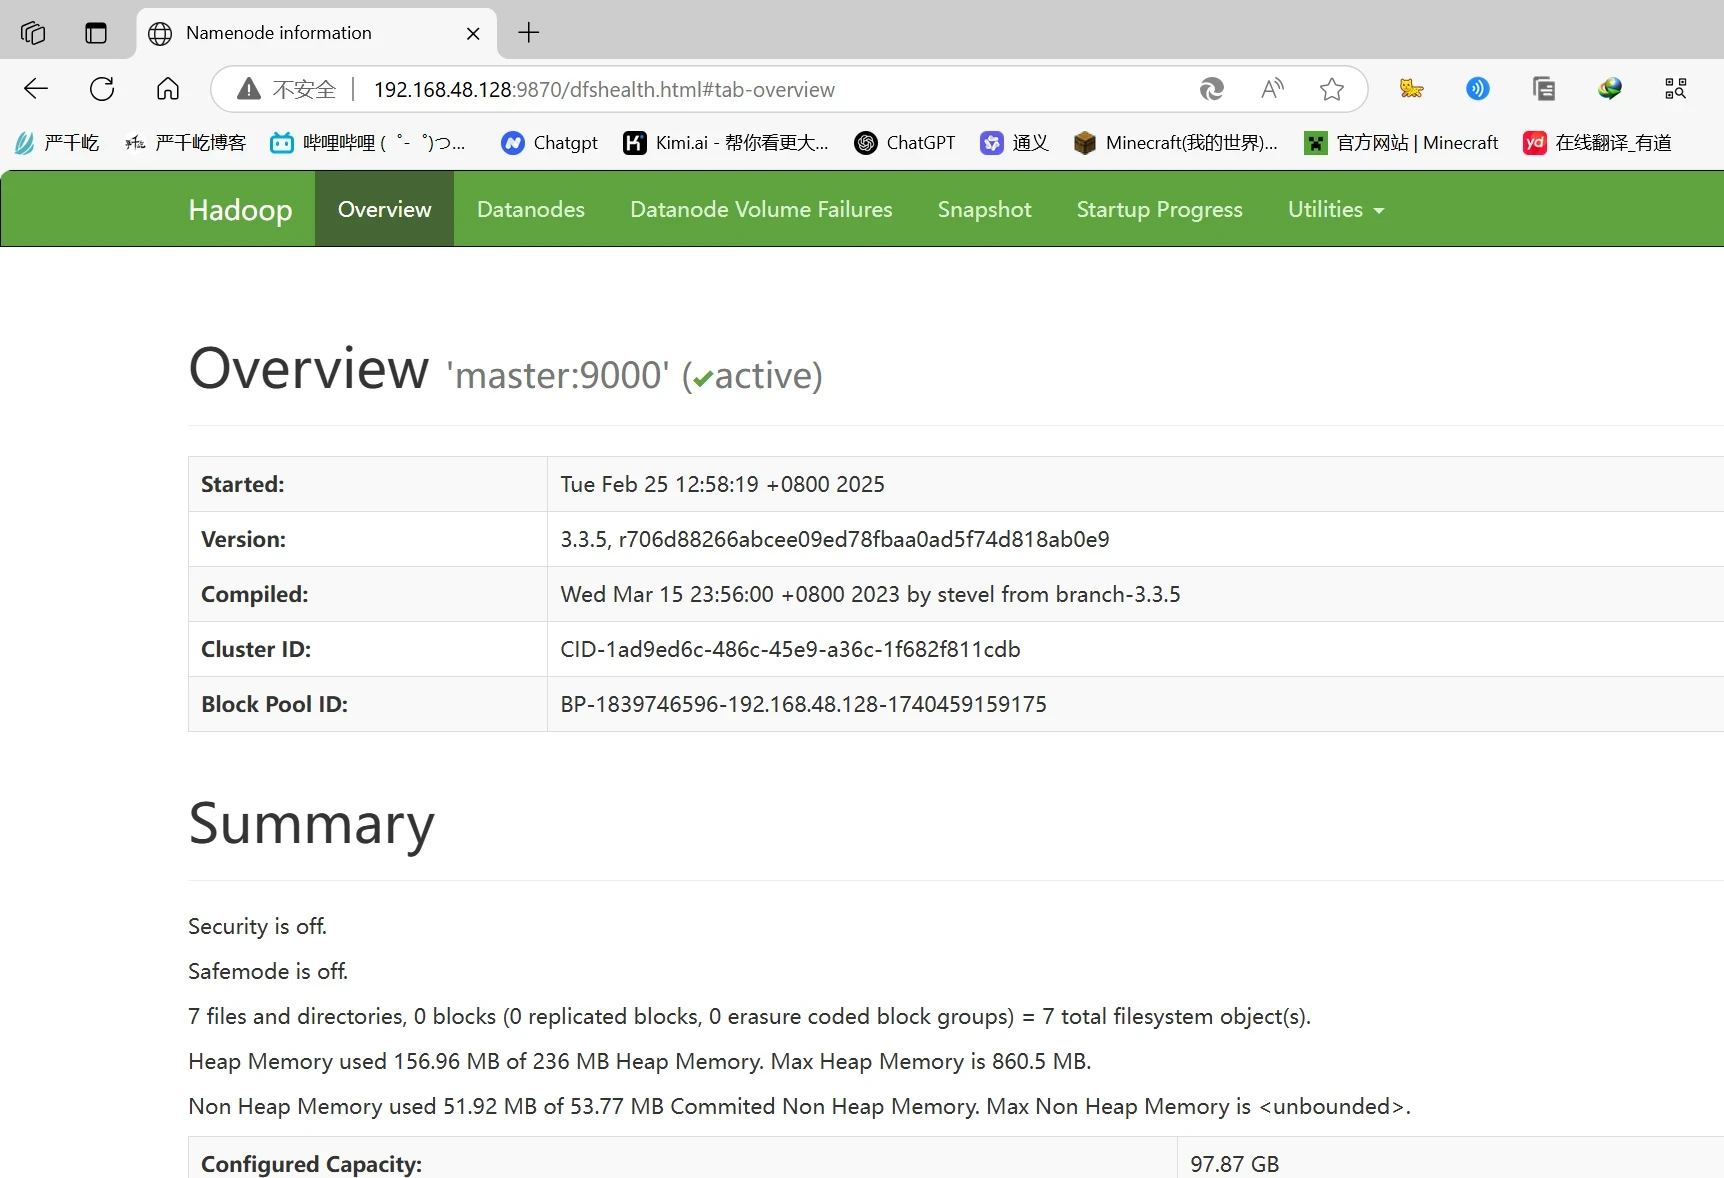 Namenode information
不安全 192.168.48.128:9870/dfshealth.html#tab-overview
严千屹 严千屹博客 哔哩哔哩 (゜-゜)つ... Chatgpt Kimi.ai - 帮你看更大... ChatGPT 通义 Minecraft(我的世界)... 官方网站 | Minecraft 在线翻译_有道
Hadoop Overview Datanodes Datanode Volume Failures Snapshot Startup Progress Utilities
Overview 'master:9000' (✔active)
Started: Tue Feb 25 12:58:19 +0800 2025
Version: 3.3.5, r706d88266abcee09ed78fbaa0ad5f74d818ab0e9
Compiled: Wed Mar 15 23:56:00 +0800 2023 by stevel from branch-3.3.5
Cluster ID: CID-1ad9ed6c-486c-45e9-a36c-1f682f811cdb
Block Pool ID: BP-1839746596-192.168.48.128-1740459159175
Summary
Security is off.
Safemode is off.
7 files and directories, 0 blocks (0 replicated blocks, 0 erasure coded block groups) = 7 total filesystem object(s).
Heap Memory used 156.96 MB of 236 MB Heap Memory. Max Heap Memory is 860.5 MB.
Non Heap Memory used 51.92 MB of 53.77 MB Commited Non Heap Memory. Max Non Heap Memory is <unbounded>.
Configured Capacity: 97.87 GB